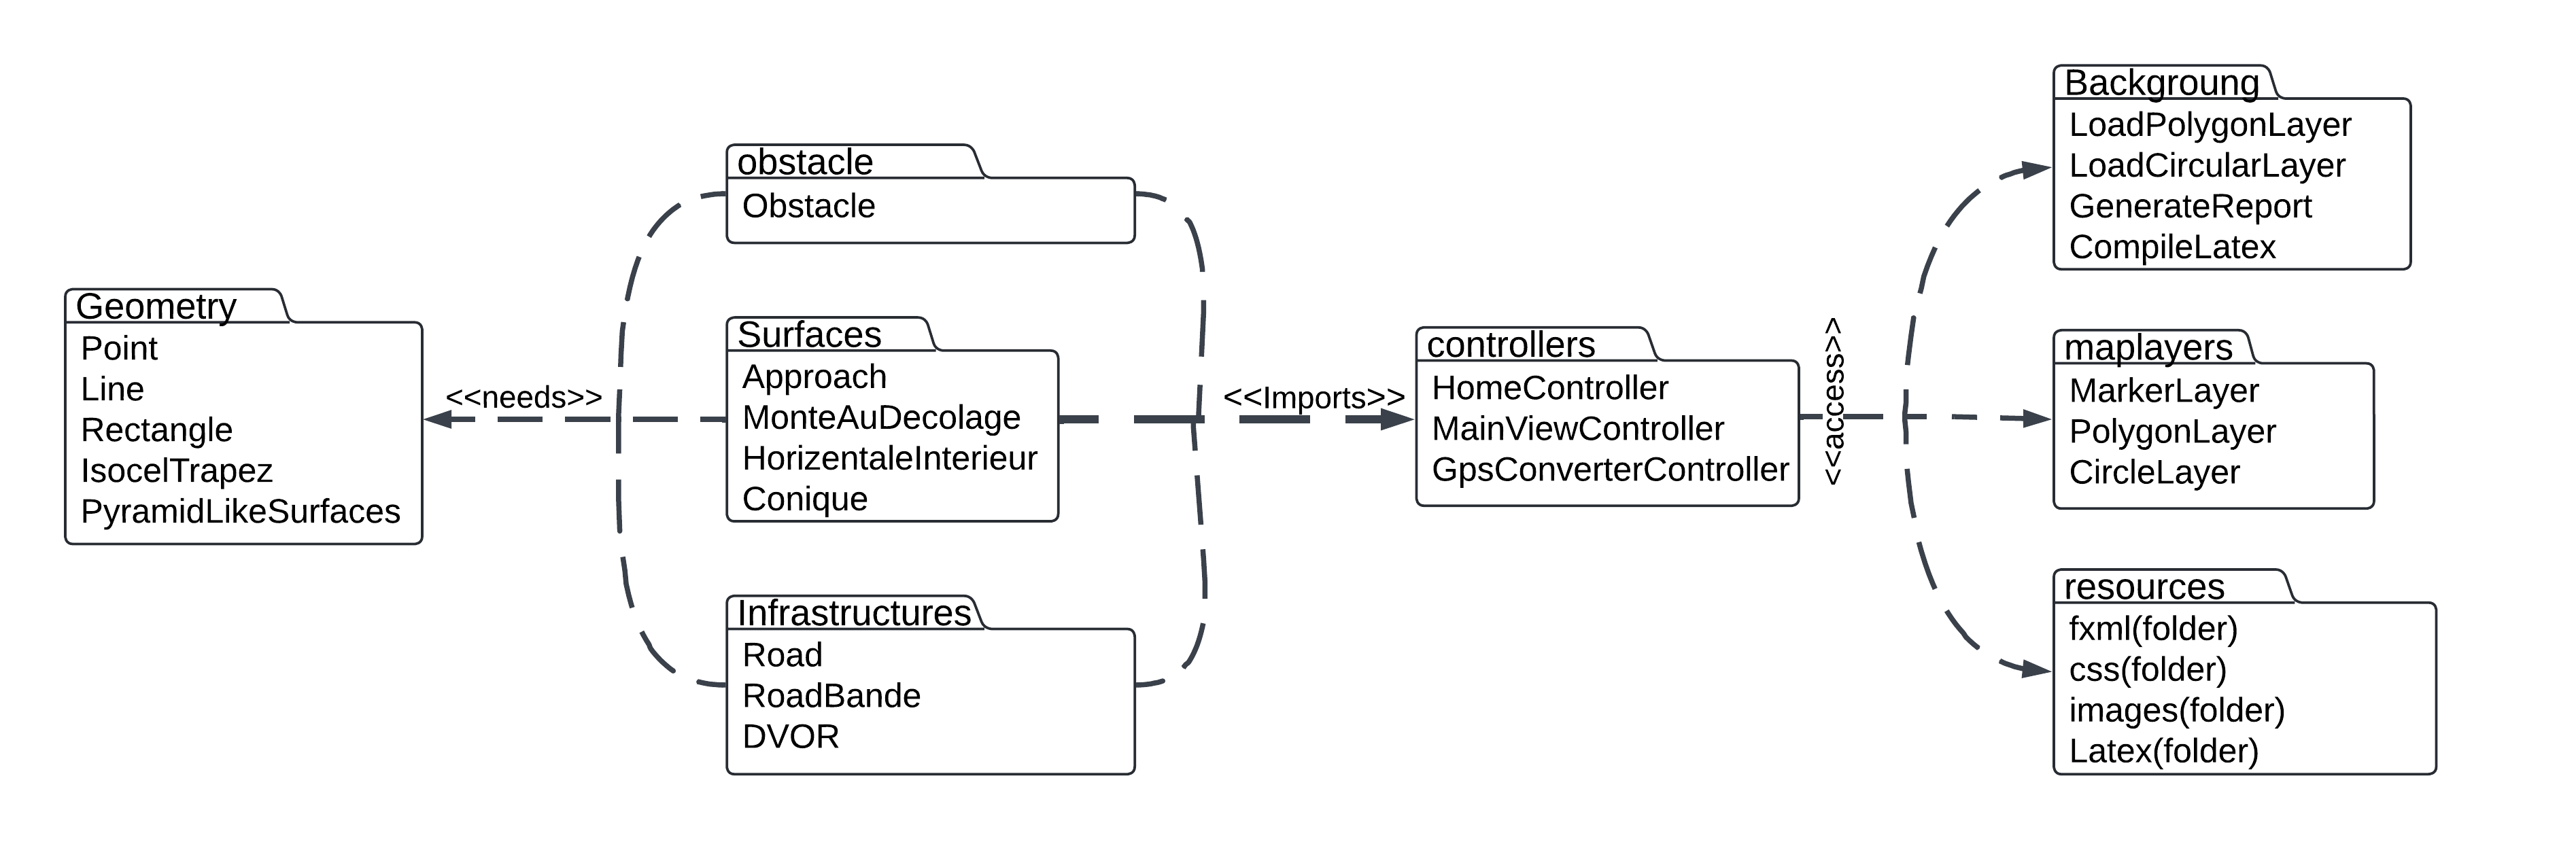 Geometry
Point
Line
Rectangle
IsocelTrapez
PyramidLikeSurfaces
<<needs>>
obstacle
Obstacle
Surfaces
Approach
MonteAuDecolage
HorizentaleInterieur
Conique
Infrastructures
Road
RoadBande
DVOR
<<Imports>>
controllers
HomeController
MainViewController
GpsConverterController
<<access>>
Backgroung
LoadPolygonLayer
LoadCircularLayer
GenerateReport
CompileLatex
maplayers
MarkerLayer
PolygonLayer
CircleLayer
resources
fxml(folder)
css(folder)
images(folder)
Latex(folder)